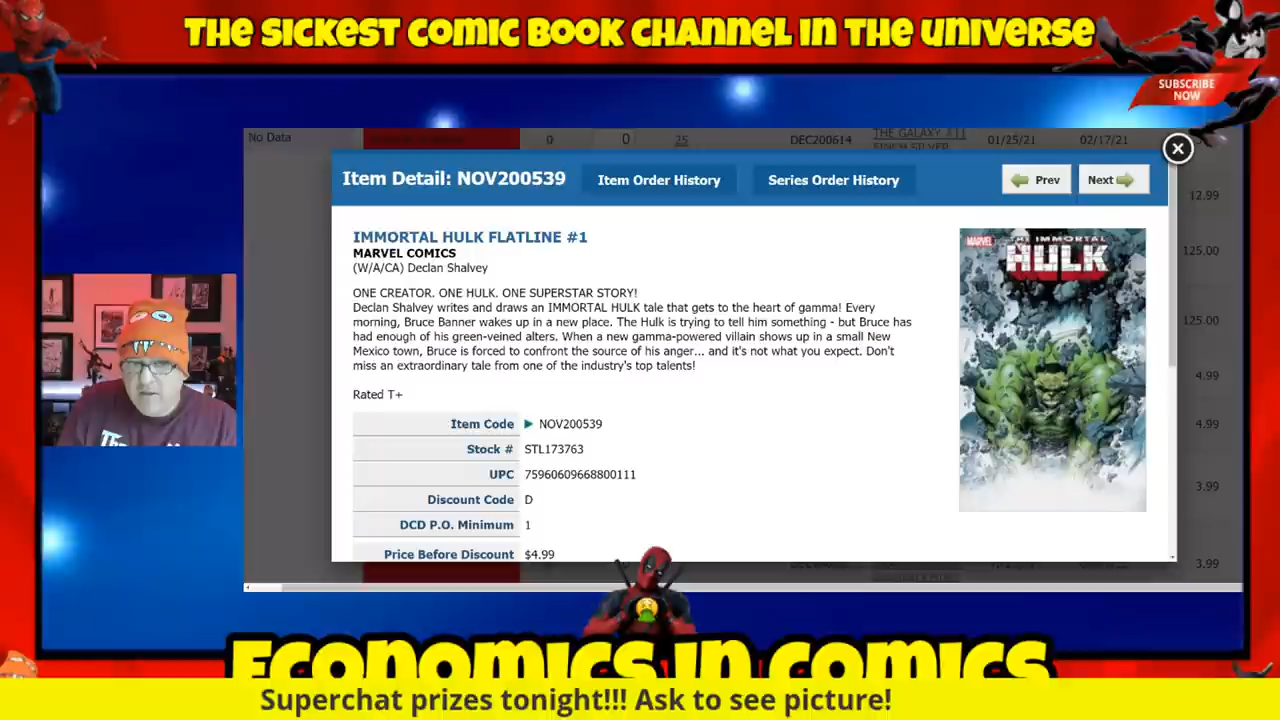 THE SICKEST COMIC BOOK CHANNEL IN THE UNIVERSE
SUBSCRIBE
NOW
No Data
0
0
25
DEC200614
THE GALAXY #11
01/25/21
02/17/21
Item Detail: NOV200539
Item Order History
Series Order History
Prev
Next
12.99
IMMORTAL HULK FLATLINE #1
MARVEL COMICS
(W/A/CA) Declan Shalvey
125.00
ONE CREATOR. ONE HULK. ONE SUPERSTAR STORY!
Declan Shalvey writes and draws an IMMORTAL HULK tale that gets to the heart of gamma! Every
morning, Bruce Banner wakes up in a new place. The Hulk is trying to tell him something - but Bruce has
had enough of his green-veined alters. When a new gamma-powered villain shows up in a small New
Mexico town, Bruce is forced to confront the source of his anger... and it's not what you expect. Don't
miss an extraordinary tale from one of the industry's top talents!
125.00
4.99
Rated T+
Item Code NOV200539
4.99
Stock # STL173763
UPC 75960609668800111
3.99
Discount Code D
DCD P.O. Minimum 1
Price Before Discount $4.99
3.99
MARVEL
THE IMMORTAL
HULK
ECONOMICS IN COMICS
Superchat prizes tonight!!! Ask to see picture!